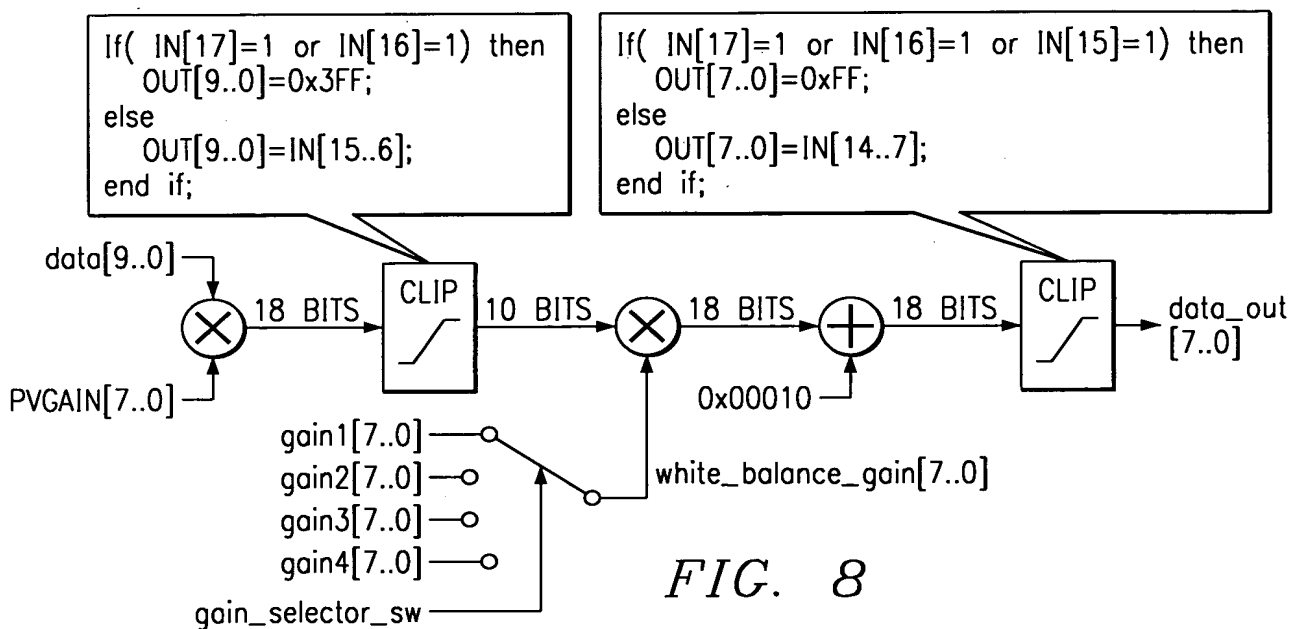 If( IN[17]=1 or IN[16]=1) then
OUT[9..0]=0x3FF;
else
OUT[9..0]=IN[15..6];
end if;
If( IN[17]=1 or IN[16]=1 or IN[15]=1) then
OUT[7..0]=0xFF;
else
OUT[7..0]=IN[14..7];
end if;
data[9..0]
18 BITS
CLIP
10 BITS
18 BITS
18 BITS
CLIP
data_out
[7..0]
PVGAIN[7..0]
0x00010
gain1[7..0]
gain2[7..0]
gain3[7..0]
gain4[7..0]
white_balance_gain[7..0]
gain_selector_sw
FIG. 8